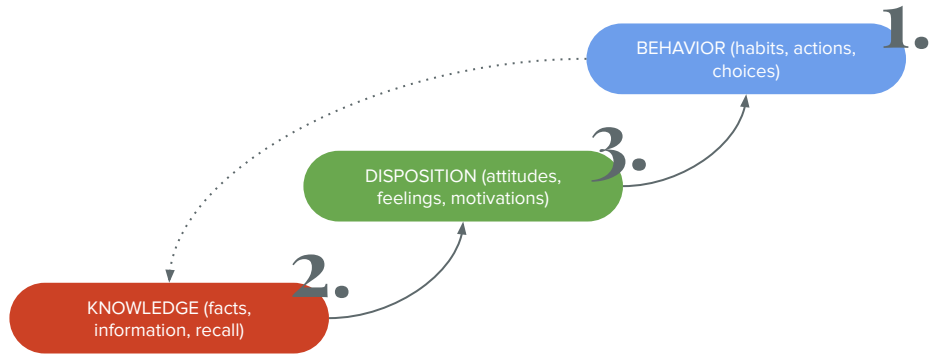 1.
BEHAVIOR (habits, actions,
choices)
3.
DISPOSITION (attitudes,
feelings, motivations)
2.
KNOWLEDGE (facts,
information, recall)